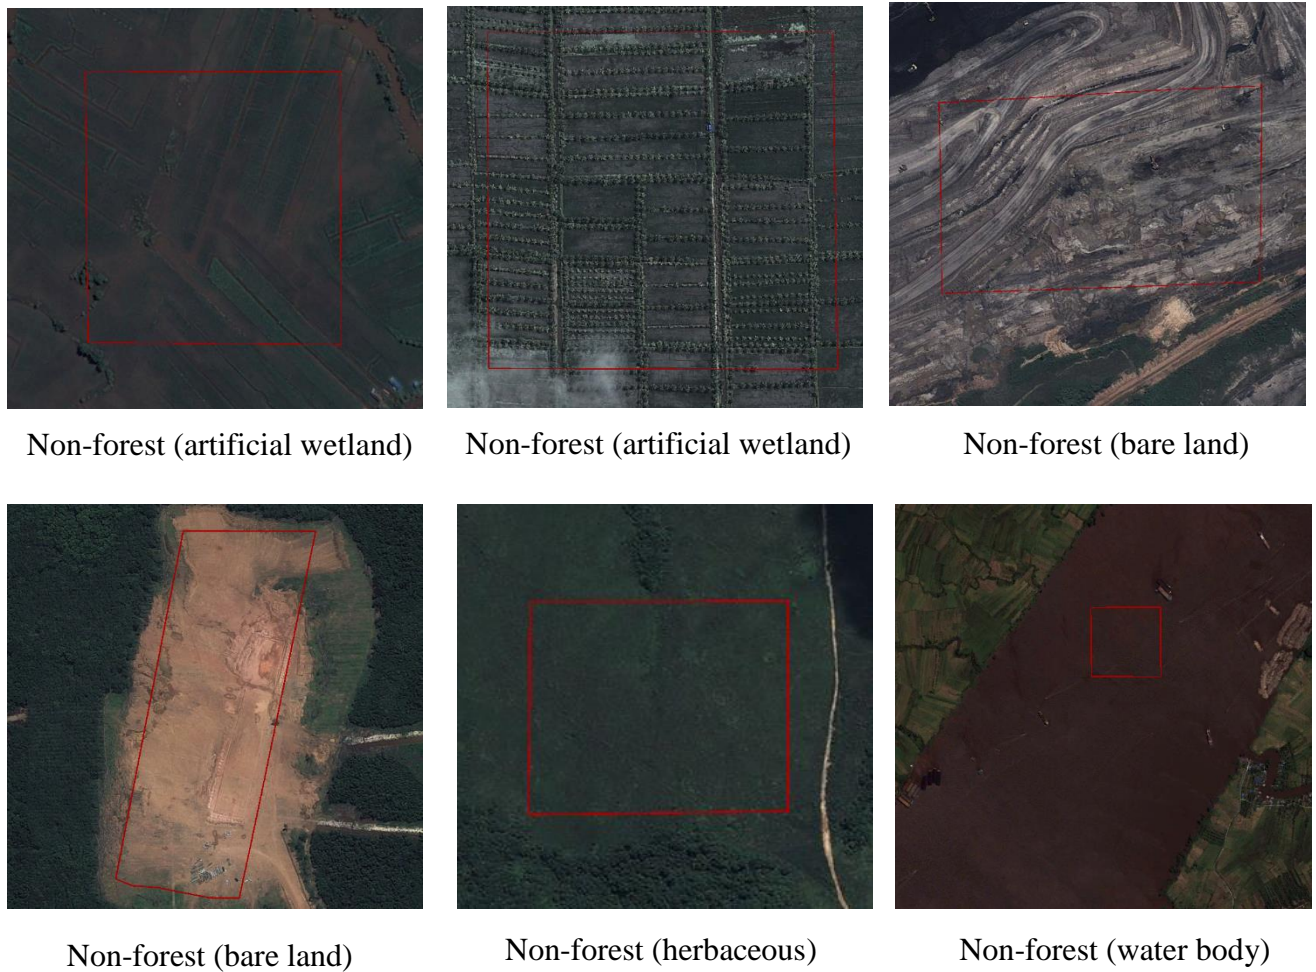 Non-forest (artificial wetland)
Non-forest (artificial wetland)
Non-forest (bare land)
Non-forest (bare land)
Non-forest (herbaceous)
Non-forest (water body)